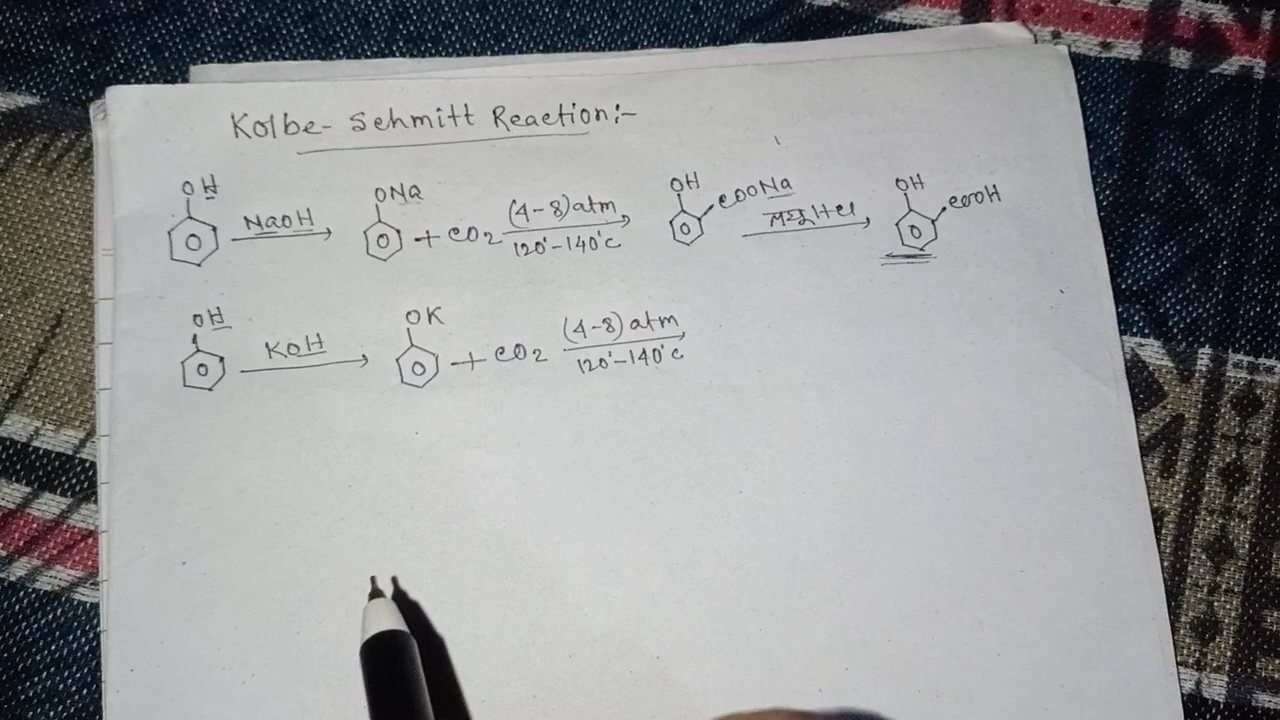 Kolbe- Schmitt Reaction:-
OH NaOH ONa + CO2 (4-8)atm 120°-140°C OH COONa লঘু HCl OH COOH
OH KOH OK + CO2 (4-8)atm 120°-140°C